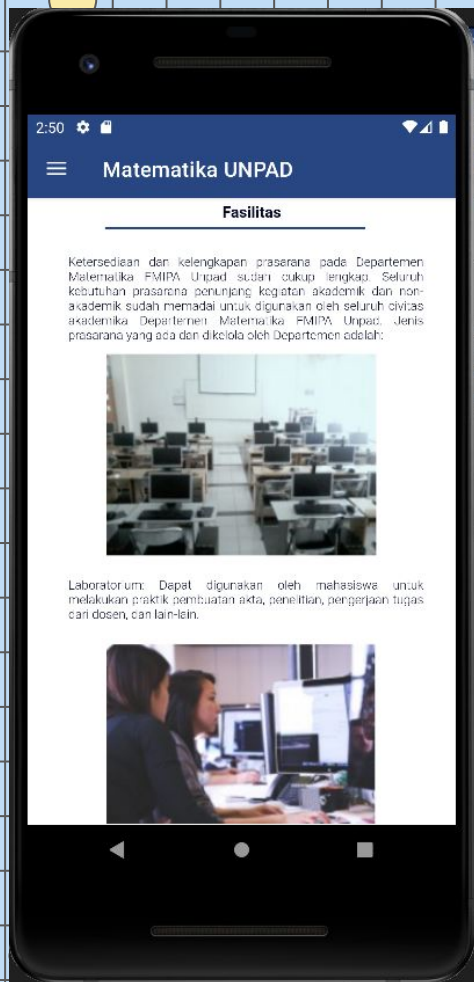 2:50
Matematika UNPAD
Fasilitas
Ketersediaan dan kelengkapan prasarana pada Departemen
Matematika FMIPA Unpad sudah cukup lengkap. Seluruh
kebutuhan prasarana penunjang kegiatan akademik dan non-
akademik sudah memadai untuk digunakan oleh seluruh civitas
akademika Departemen Matematika FMIPA Unpad. Jenis
prasarana yang ada dan dikelola oleh Departemen adalah:
Laboratorium: Dapat digunakan oleh mahasiswa untuk
melakukan praktik pembuatan akta, penelitian, pengerjaan tugas
dari dosen, dan lain-lain.